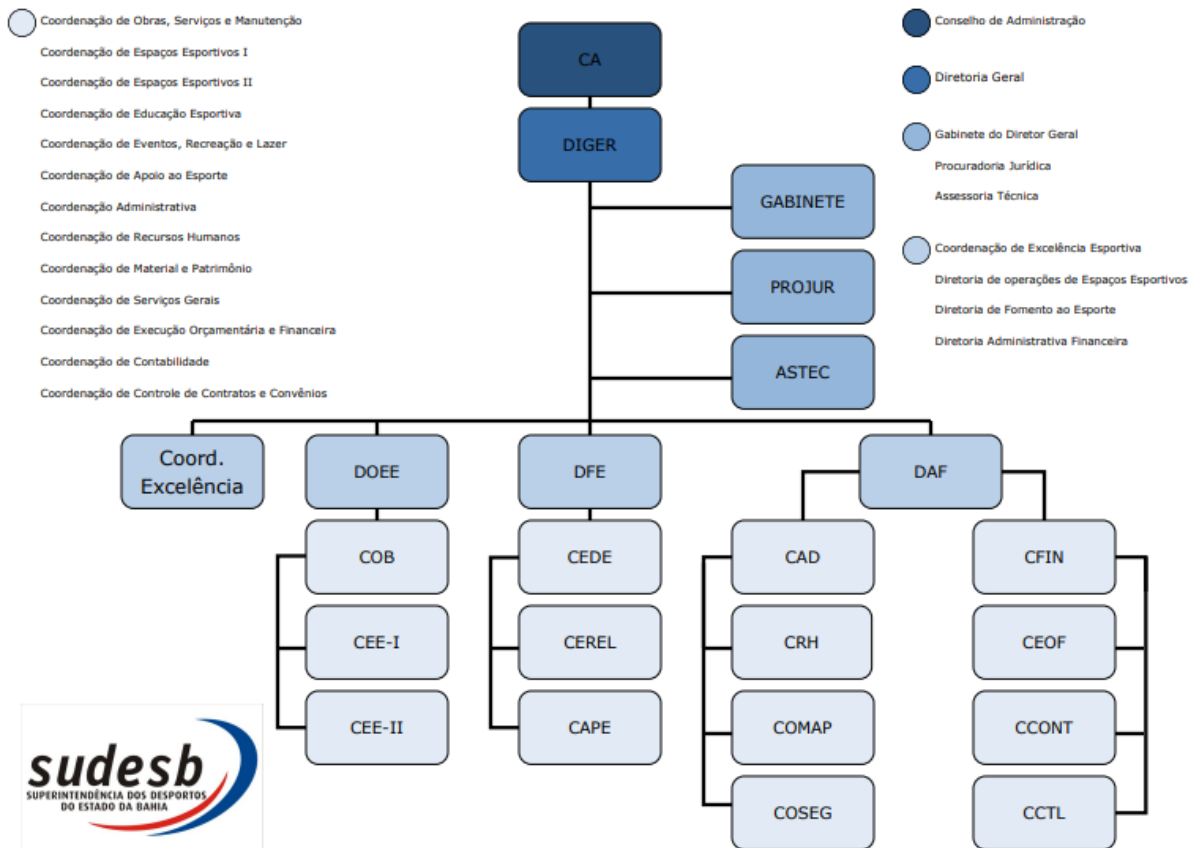 Coordenação de Obras, Serviços e Manutenção
Coordenação de Espaços Esportivos I
Coordenação de Espaços Esportivos II
Coordenação de Educação Esportiva
Coordenação de Eventos, Recreação e Lazer
Coordenação de Apoio ao Esporte
Coordenação Administrativa
Coordenação de Recursos Humanos
Coordenação de Material e Patrimônio
Coordenação de Serviços Gerais
Coordenação de Execução Orçamentária e Financeira
Coordenação de Contabilidade
Coordenação de Controle de Contratos e Convênios
CA
DIGER
GABINETE
PROJUR
ASTEC
Conselho de Administração
Diretoria Geral
Gabinete do Diretor Geral
Procuradoria Jurídica
Assessoria Técnica
Coordenação de Excelência Esportiva
Diretoria de operações de Espaços Esportivos
Diretoria de Fomento ao Esporte
Diretoria Administrativa Financeira
Coord.
Excelência
DOEE
DFE
DAF
COB
CEE-I
CEE-II
CEDE
CEREL
CAPE
CAD
CRH
COMAP
COSEG
CFIN
CEOF
CCONT
CCTL
sudesb
SUPERINTENDÊNCIA DOS DESPORTOS
DO ESTADO DA BAHIA